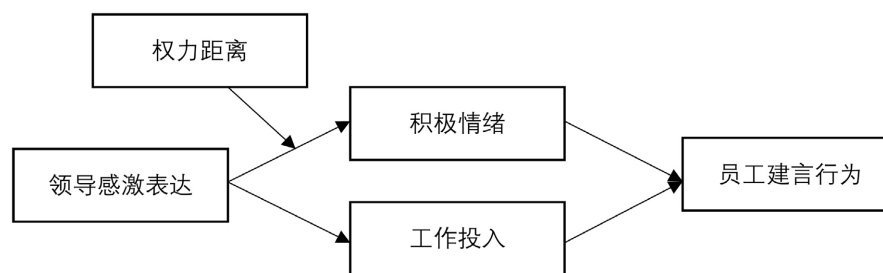 权力距离
积极情绪
领导感激表达
员工建言行为
工作投入